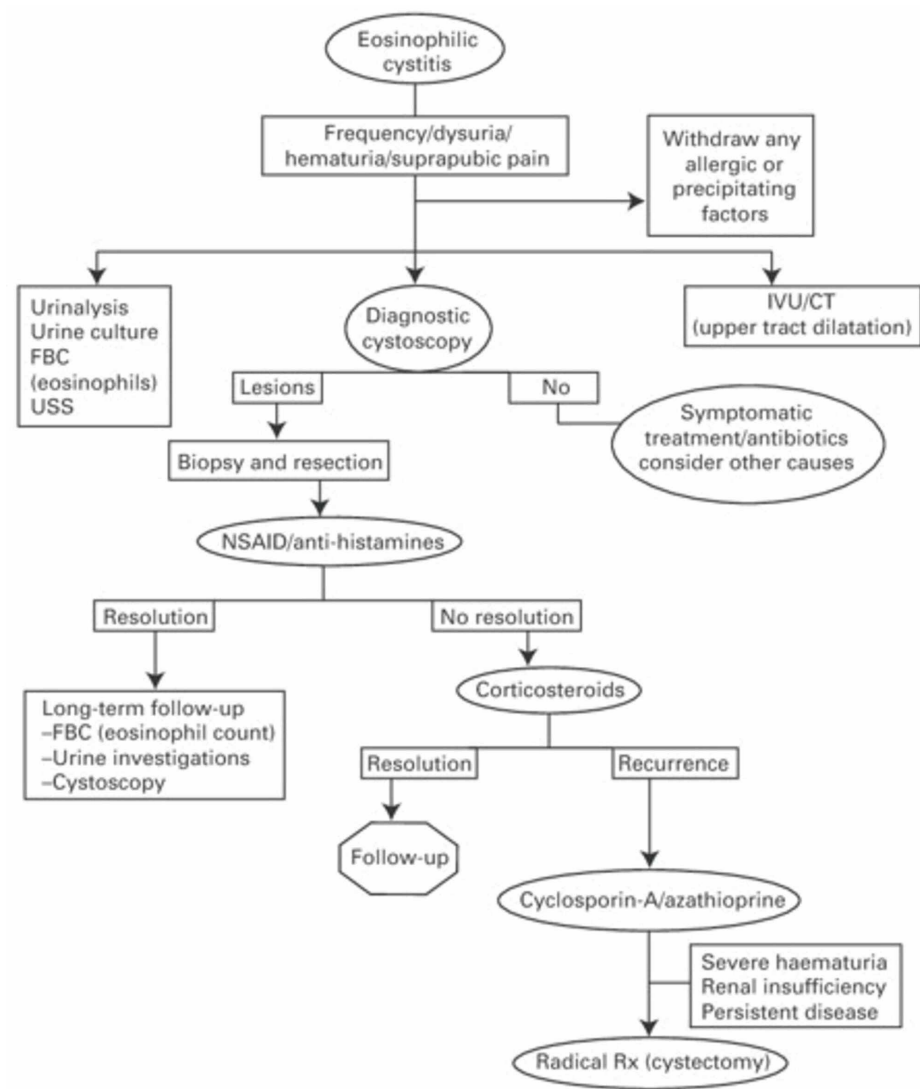 Eosinophilic
cystitis
Frequency/dysuria/
hematuria/suprapubic pain
Withdraw any
allergic or
precipitating
factors
Urinalysis
Urine culture
FBC
(eosinophils)
USS
Diagnostic
cystoscopy
IVU/CT
(upper tract dilatation)
Lesions
No
Symptomatic
treatment/antibiotics
consider other causes
Biopsy and resection
NSAID/anti-histamines
Resolution
No resolution
Long-term follow-up
–FBC (eosinophil count)
–Urine investigations
–Cystoscopy
Corticosteroids
Resolution
Recurrence
Follow-up
Cyclosporin-A/azathioprine
Severe haematuria
Renal insufficiency
Persistent disease
Radical Rx (cystectomy)